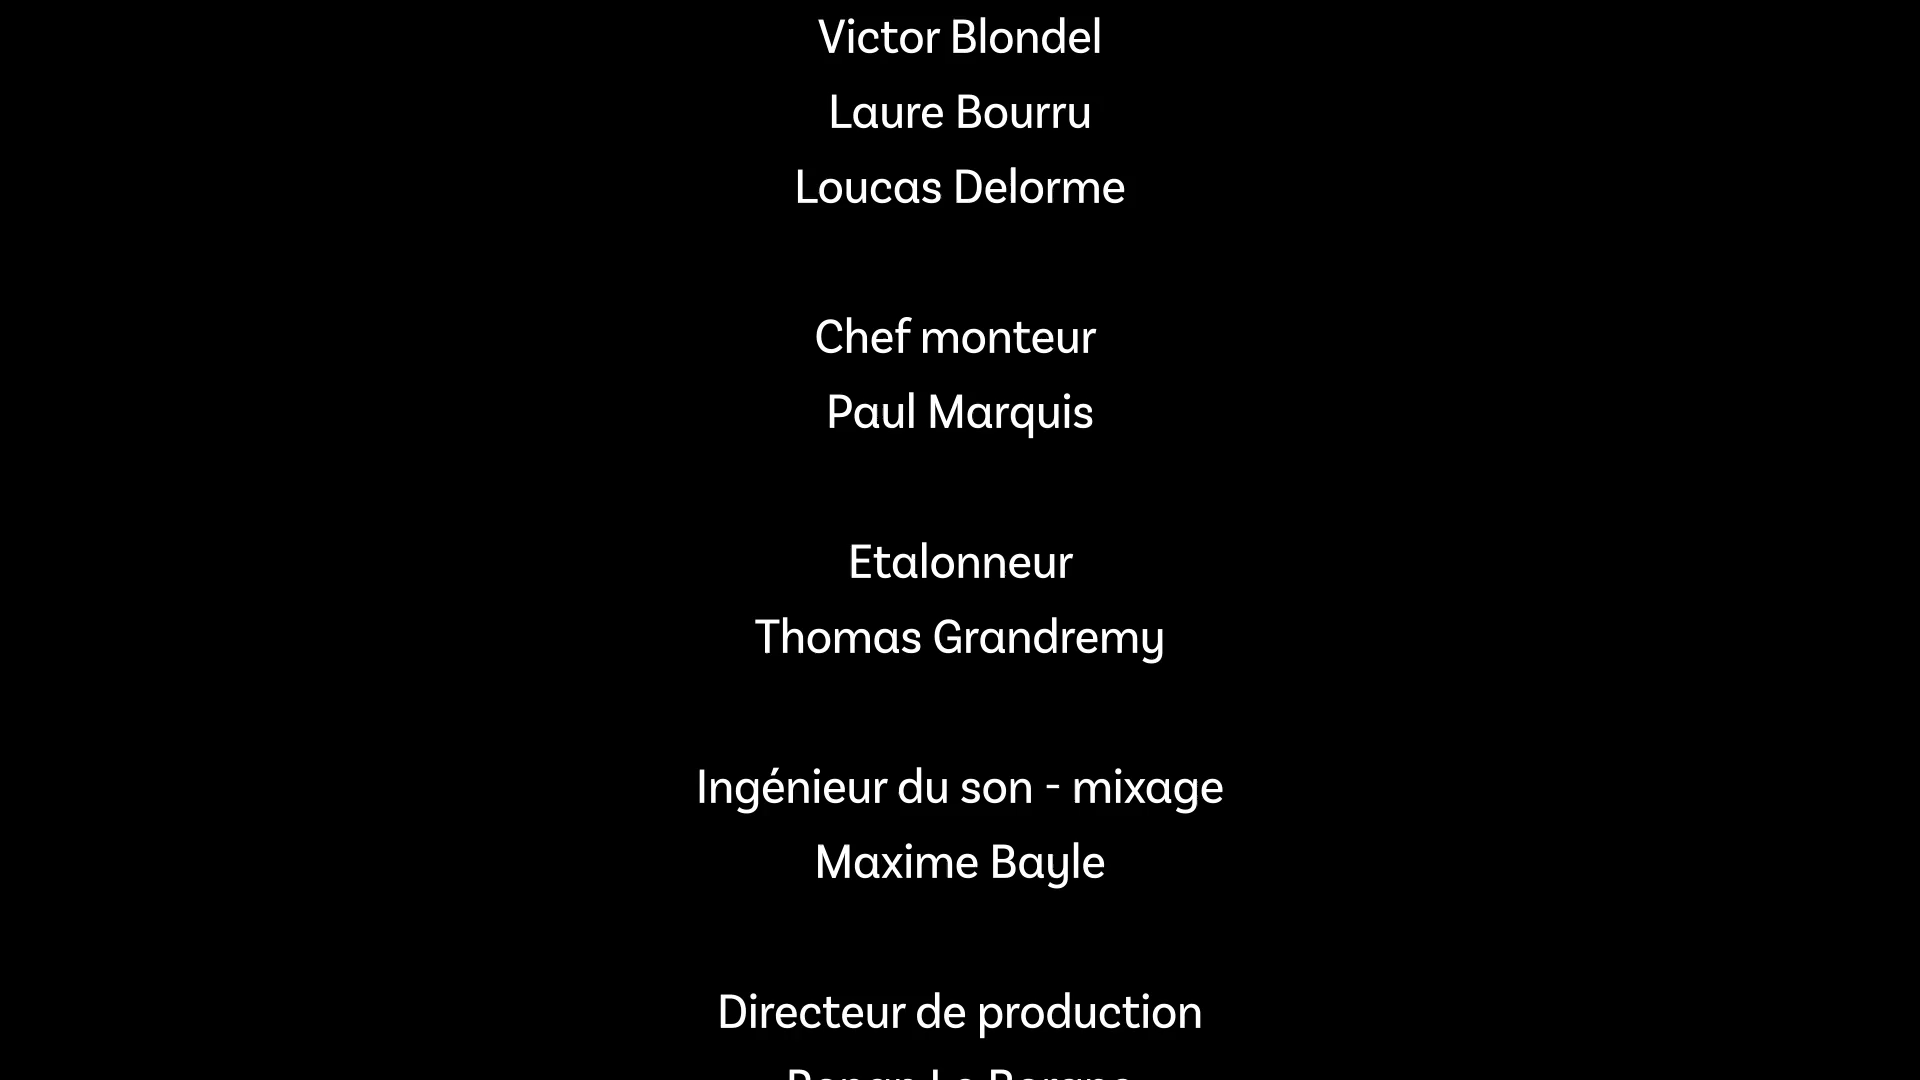 Victor Blondel
Laure Bourru
Loucas Delorme
Chef monteur
Paul Marquis
Etalonneur
Thomas Grandremy
Ingénieur du son - mixage
Maxime Bayle
Directeur de production